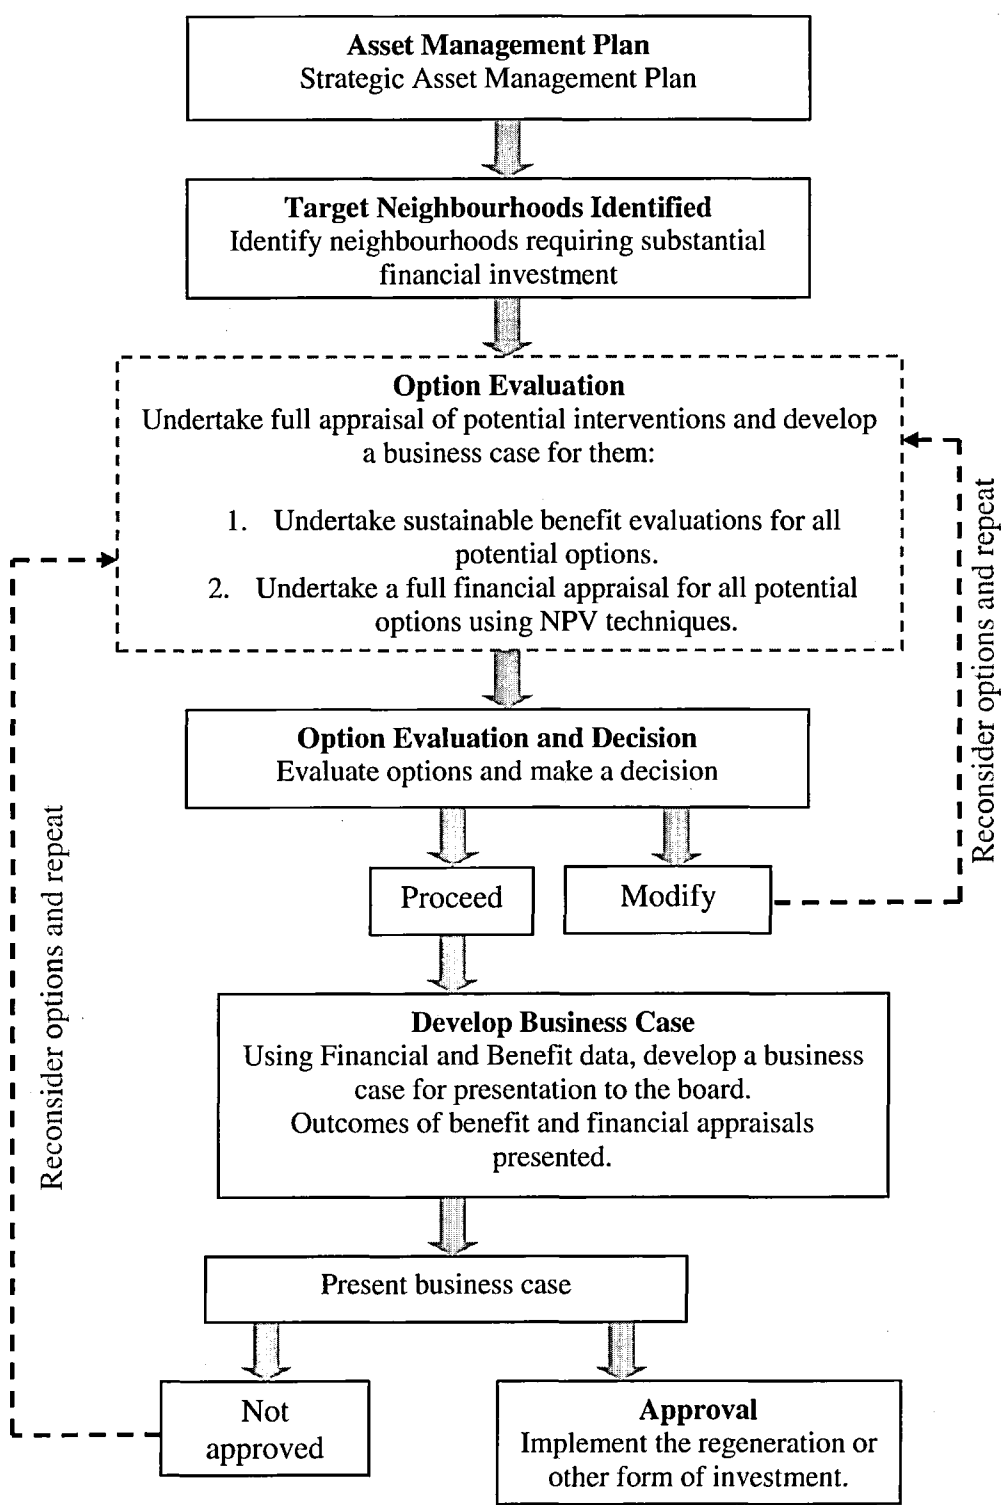 Asset Management Plan
Strategic Asset Management Plan
Target Neighbourhoods Identified
Identify neighbourhoods requiring substantial
financial investment
Option Evaluation
Undertake full appraisal of potential interventions and develop
a business case for them:
1. Undertake sustainable benefit evaluations for all
potential options.
2. Undertake a full financial appraisal for all potential
options using NPV techniques.
Reconsider options and repeat
Option Evaluation and Decision
Evaluate options and make a decision
Proceed
Modify
Reconsider options and repeat
Develop Business Case
Using Financial and Benefit data, develop a business
case for presentation to the board.
Outcomes of benefit and financial appraisals
presented.
Present business case
Not
approved
Approval
Implement the regeneration or
other form of investment.